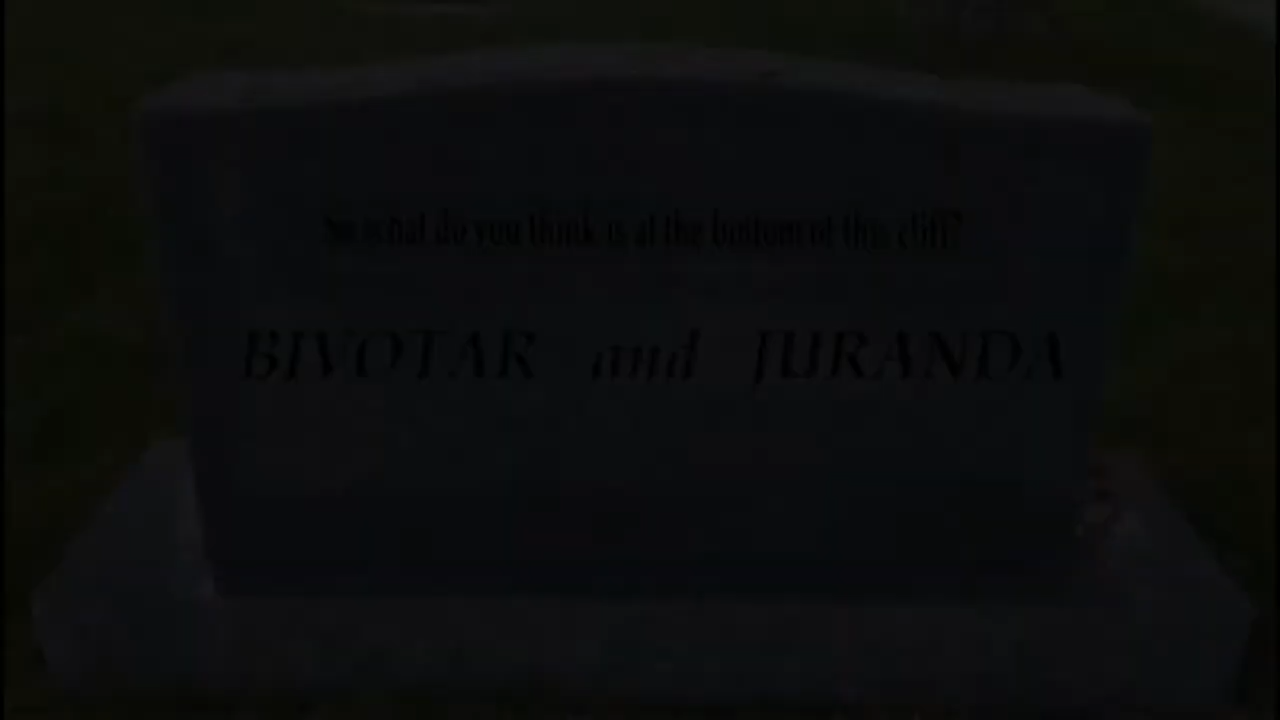 So what do you think is at the bottom of this cliff?
BIVOTAR and JURANDA